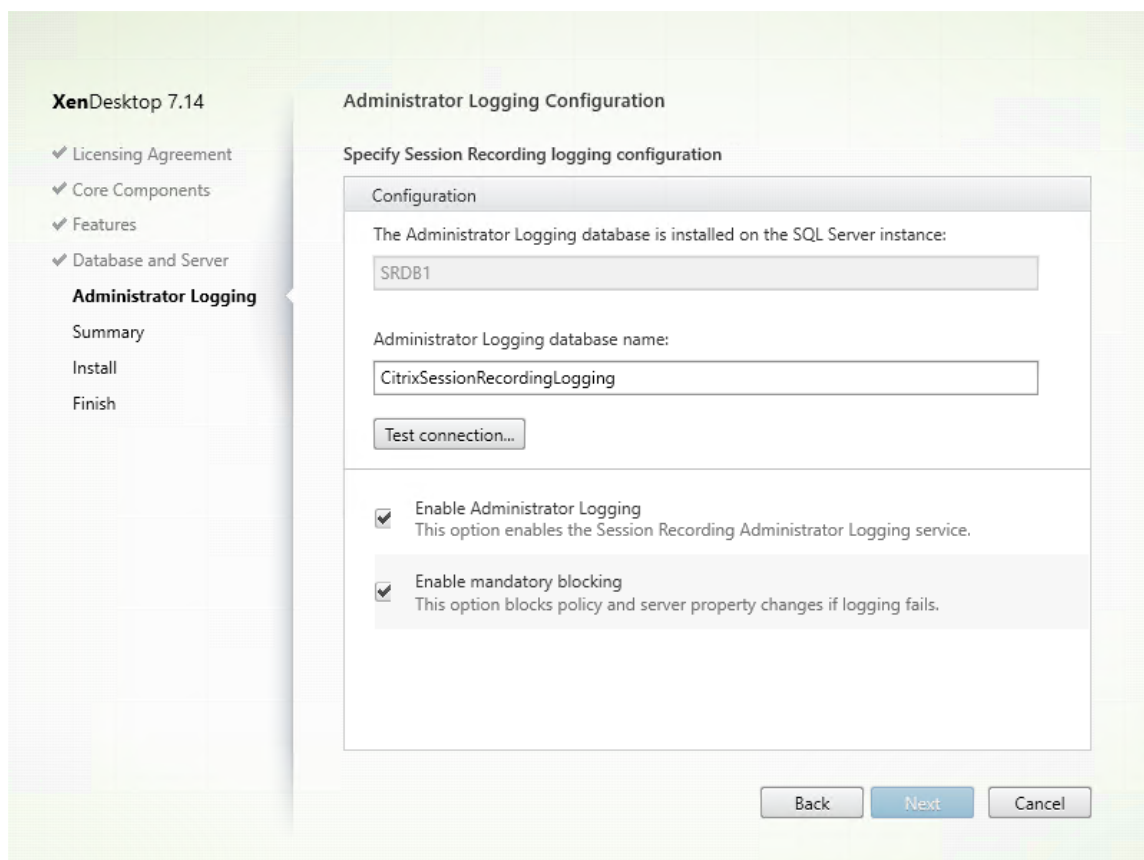 XenDesktop 7.14
Licensing Agreement
Core Components
Features
Database and Server
Administrator Logging
Summary
Install
Finish
Administrator Logging Configuration
Specify Session Recording logging configuration
Configuration
The Administrator Logging database is installed on the SQL Server instance:
SRDB1
Administrator Logging database name:
CitrixSessionRecordingLogging
Test connection...
Enable Administrator Logging
This option enables the Session Recording Administrator Logging service.
Enable mandatory blocking
This option blocks policy and server property changes if logging fails.
Back
Next
Cancel